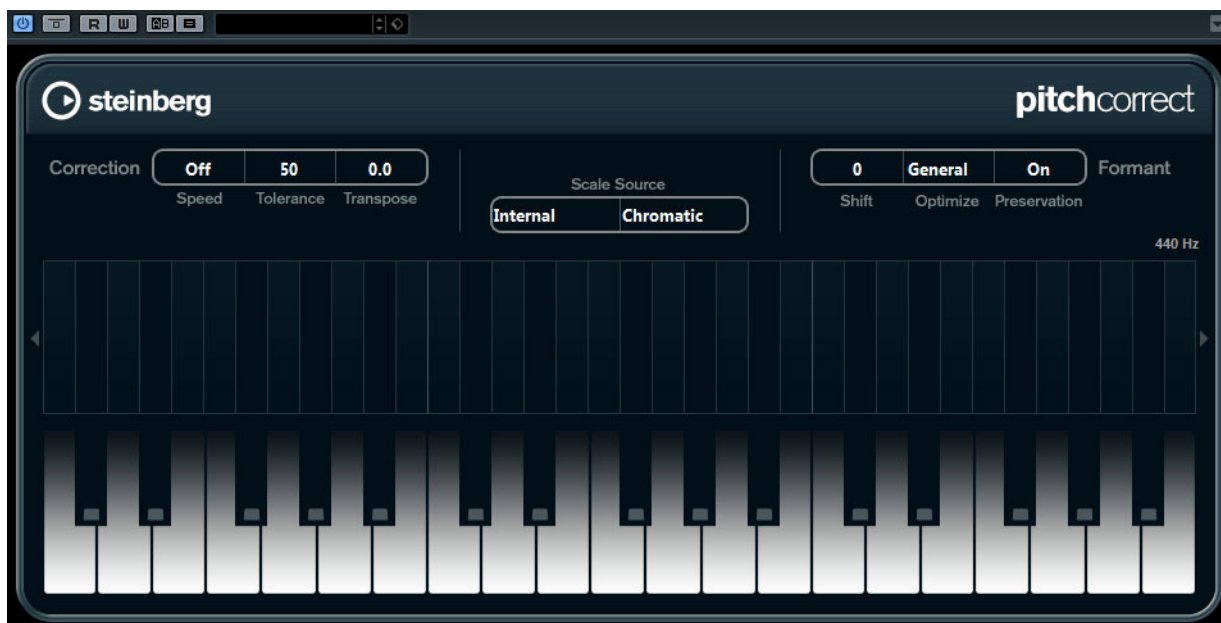 R W AB
steinberg pitchcorrect
Correction Off 50 0.0
Speed Tolerance Transpose
Scale Source
Internal Chromatic
0 General On Formant
Shift Optimize Preservation
440 Hz